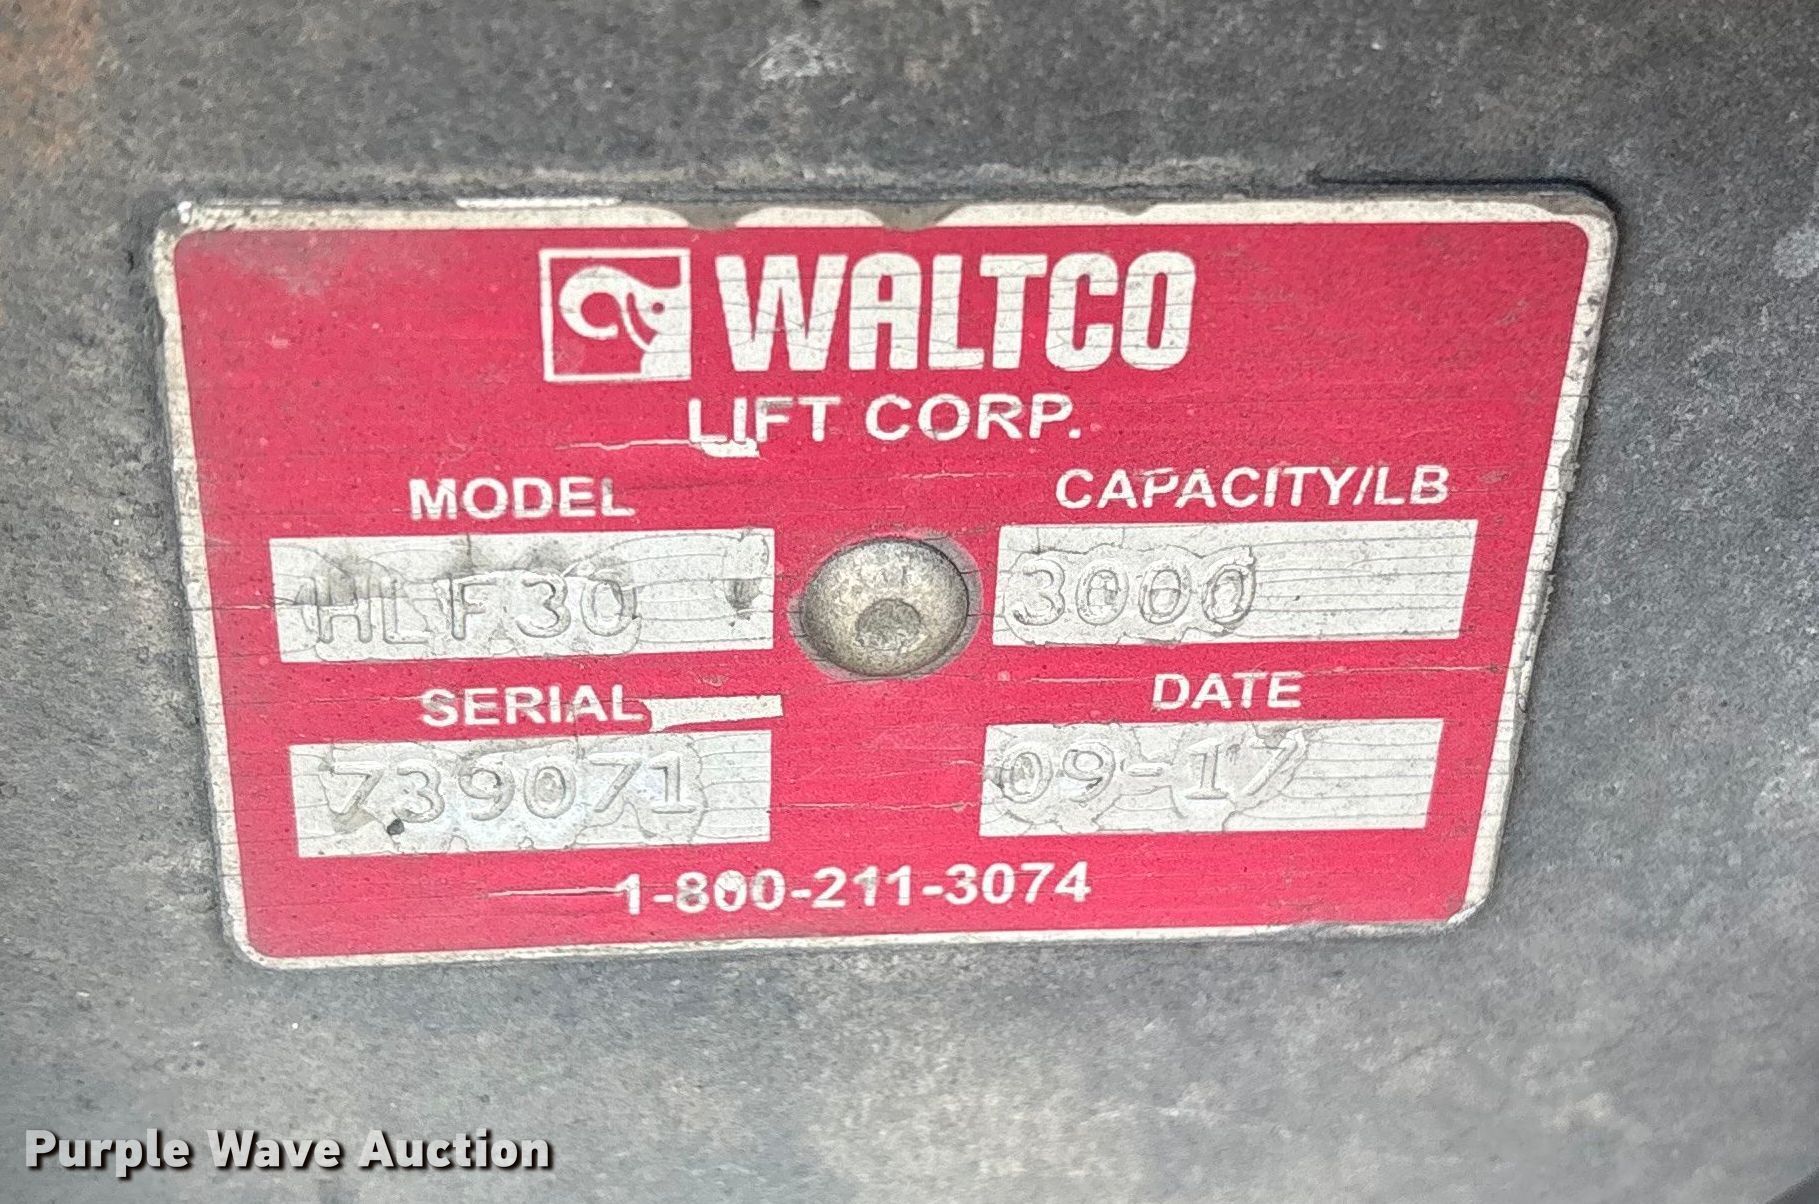 WALTCO
LIFT CORP.
MODEL CAPACITY/LB
HLF30 3000
SERIAL DATE
739071 09-17
1-800-211-3074
Purple Wave Auction